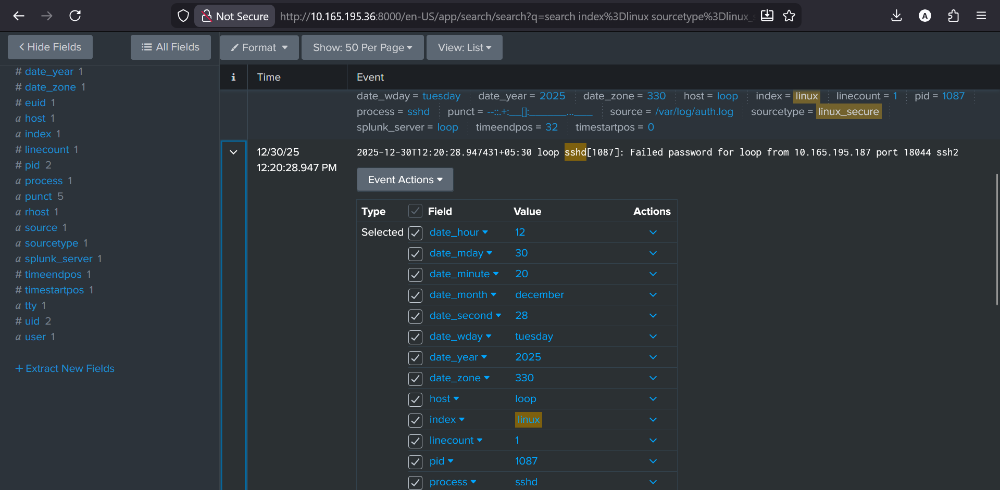 Not Secure http://10.165.195.36:8000/en-US/app/search/search?q=search index%3Dlinux sourcetype%3Dlinux_s A
Hide Fields All Fields Format Show: 50 Per Page View: List
i Time Event
# date_year 1
# date_zone 1
# euid 1
a host 1
a index 1
# linecount 1
# pid 2
a process 1
a punct 5
a rhost 1
a source 1
a sourcetype 1
a splunk_server 1
# timeendpos 1
# timestartpos 1
a tty 1
# uid 2
a user 1
+ Extract New Fields
date_wday = tuesday date_year = 2025 date_zone = 330 host = loop index = linux linecount = 1 pid = 1087
process = sshd punct = --::.+:__[]:_______...___ source = /var/log/auth.log sourcetype = linux_secure
splunk_server = loop timeendpos = 32 timestartpos = 0
12/30/25
12:20:28.947 PM
2025-12-30T12:20:28.947431+05:30 loop sshd[1087]: Failed password for loop from 10.165.195.187 port 18044 ssh2
Event Actions
Type Field Value Actions
Selected date_hour 12
date_mday 30
date_minute 20
date_month december
date_second 28
date_wday tuesday
date_year 2025
date_zone 330
host loop
index linux
linecount 1
pid 1087
process sshd